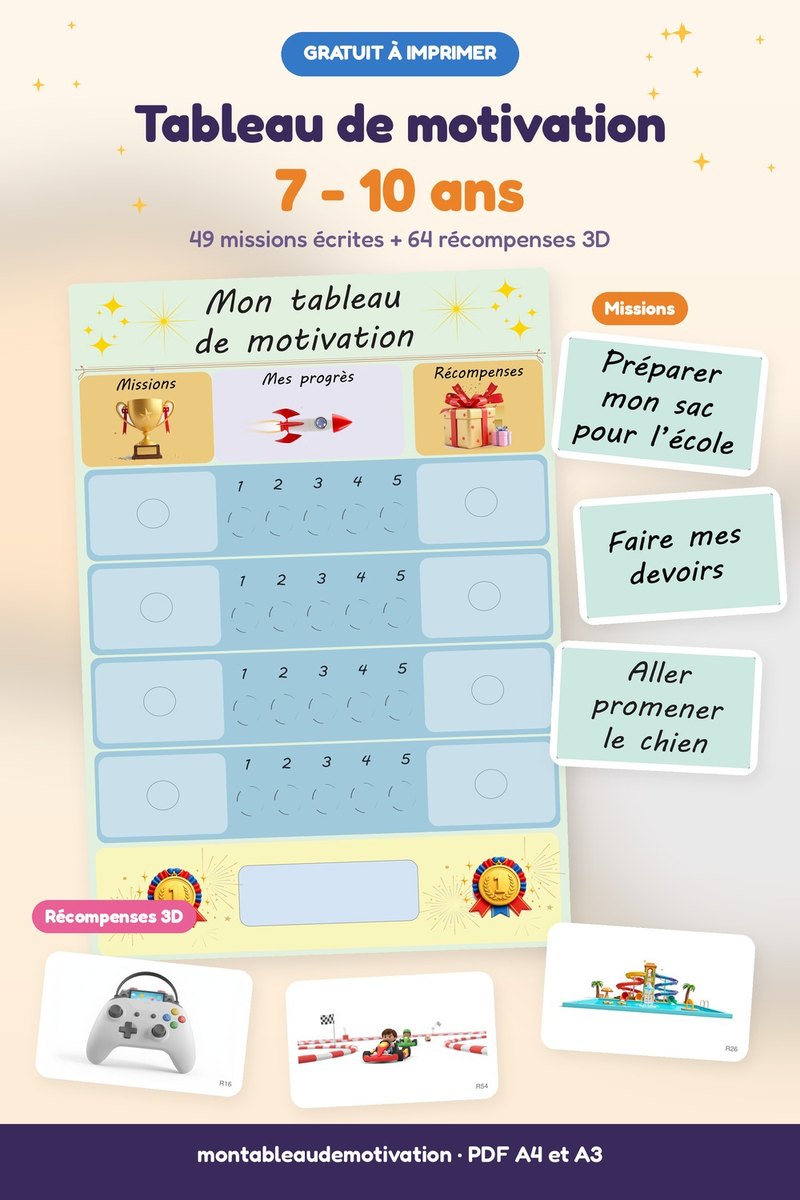 GRATUIT À IMPRIMER
Tableau de motivation
7 - 10 ans
49 missions écrites + 64 récompenses 3D
Mon tableau
de motivation
Missions
Mes progrès
Récompenses
1 2 3 4 5
1 2 3 4 5
1 2 3 4 5
1 2 3 4 5
1
1
Missions
Préparer
mon sac
pour l'école
Faire mes
devoirs
Aller
promener
le chien
Récompenses 3D
R16
R54
R26
montableaudemotivation · PDF A4 et A3